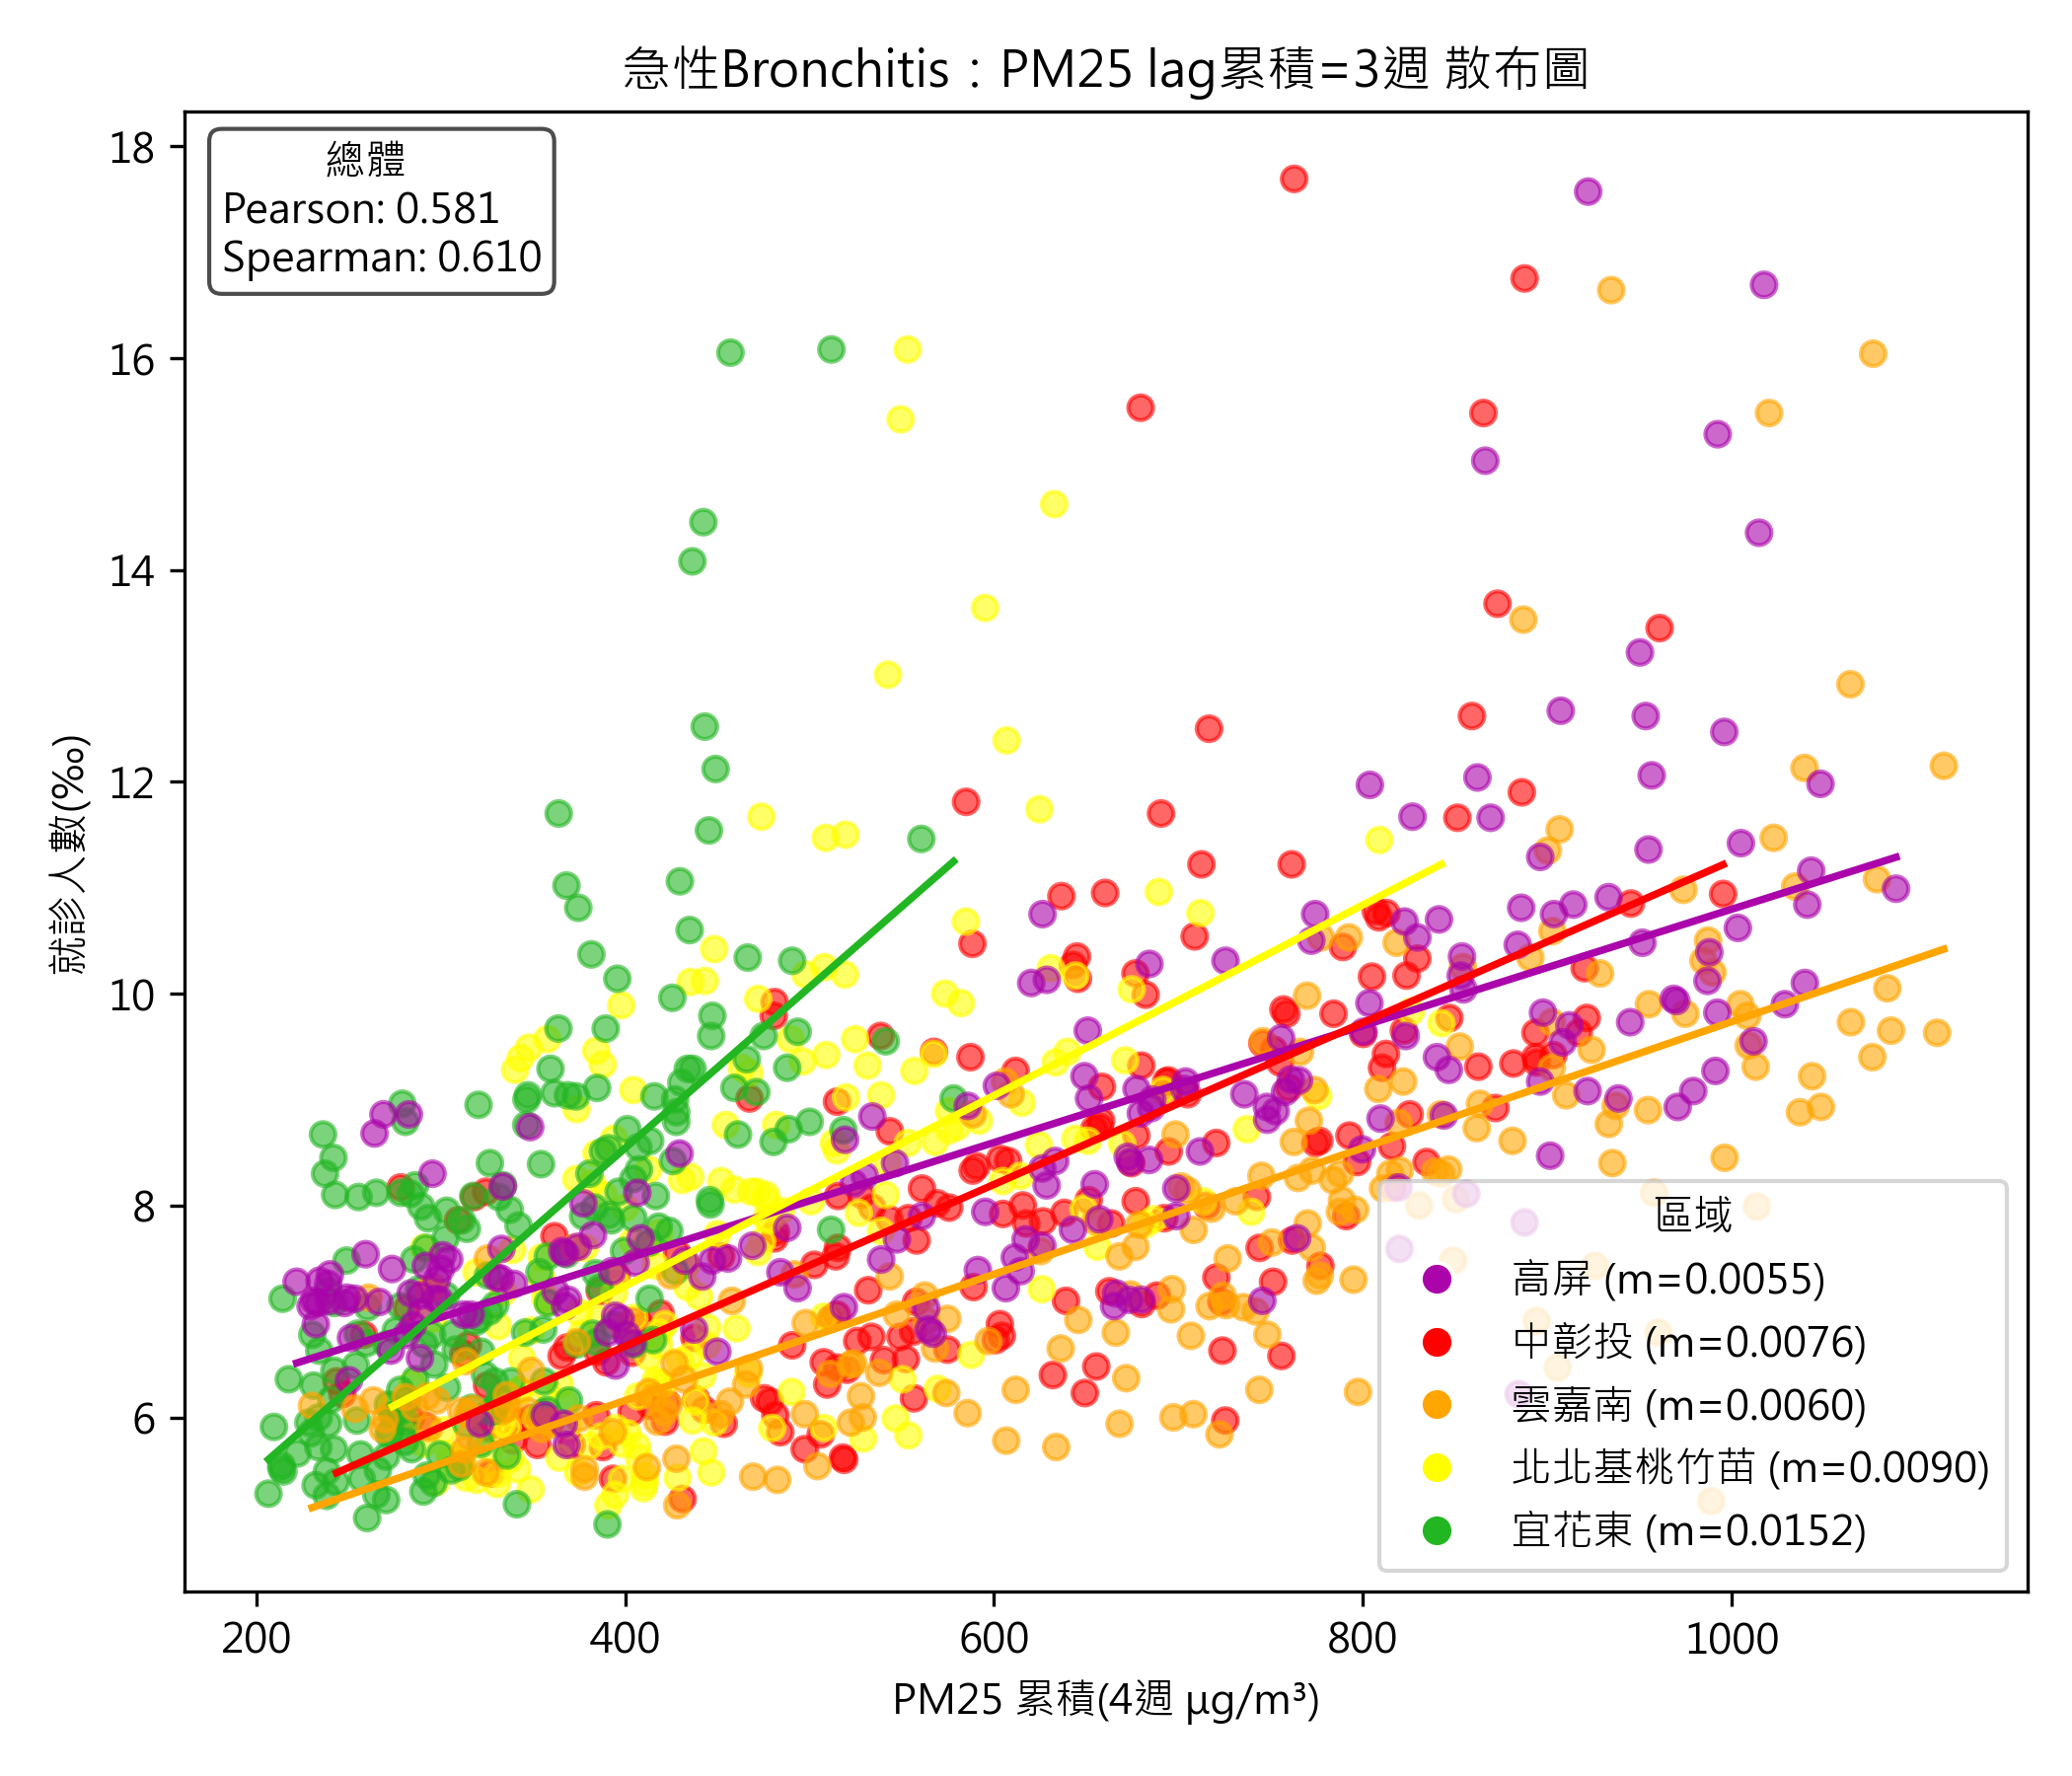 急性Bronchitis：PM25 lag累積=3週 散布圖
總體
Pearson: 0.581
Spearman: 0.610
就診人數(‰)
18
16
14
12
10
8
6
區域
高屏 (m=0.0055)
中彰投 (m=0.0076)
雲嘉南 (m=0.0060)
北北基桃竹苗 (m=0.0090)
宜花東 (m=0.0152)
200 400 600 800 1000
PM25 累積(4週 μg/m³)